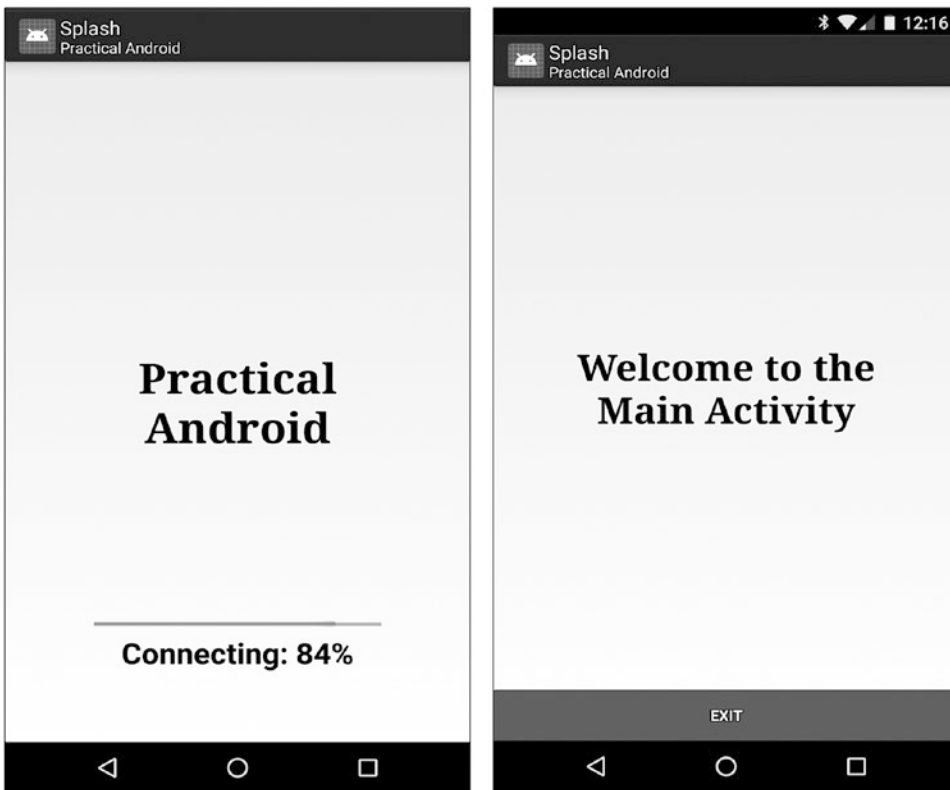 Splash
Practical Android
Practical
Android
Connecting: 84%
12:16
Splash
Practical Android
Welcome to the
Main Activity
EXIT